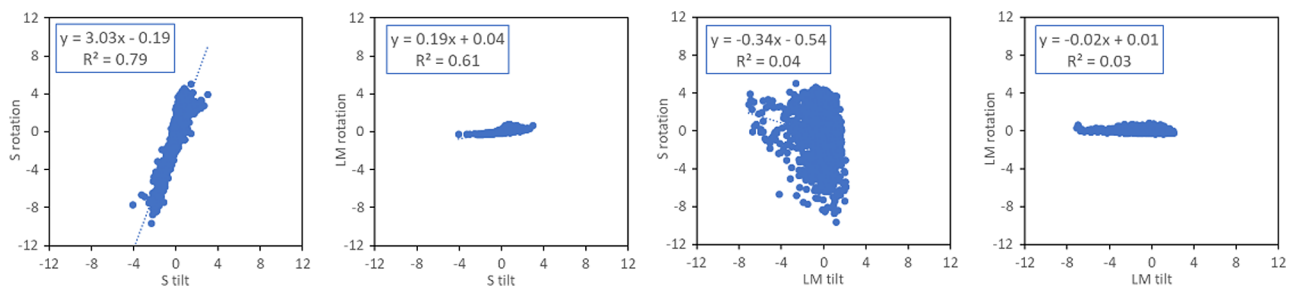 12
8
4
0
-4
-8
-12
S rotation
y = 3.03x - 0.19
R² = 0.79
-12 -8 -4 0 4 8 12
S tilt
12
8
4
0
-4
-8
-12
LM rotation
y = 0.19x + 0.04
R² = 0.61
-12 -8 -4 0 4 8 12
S tilt
12
8
4
0
-4
-8
-12
S rotation
y = -0.34x - 0.54
R² = 0.04
-12 -8 -4 0 4 8 12
LM tilt
12
8
4
0
-4
-8
-12
LM rotation
y = -0.02x + 0.01
R² = 0.03
-12 -8 -4 0 4 8 12
LM tilt